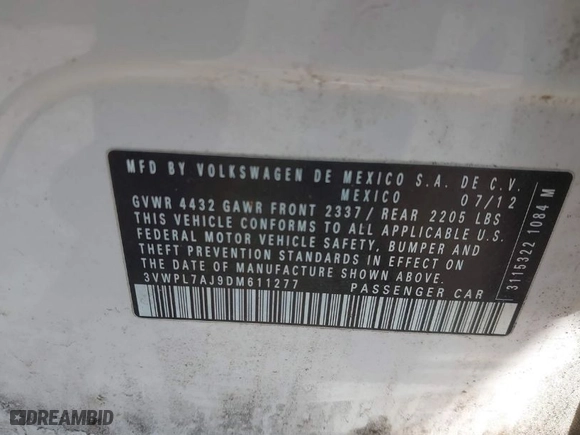 MFD BY VOLKSWAGEN DE MEXICO S.A. DE C.V.
MEXICO 07/12
GVWR 4432 GAWR FRONT 2337/ REAR 2205 LBS
THIS VEHICLE CONFORMS TO ALL APPLICABLE U.S.
FEDERAL MOTOR VEHICLE SAFETY, BUMPER AND
THEFT PREVENTION STANDARDS IN EFFECT ON
THE DATE OF MANUFACTURE SHOWN ABOVE.
3VWPL7AJ9DM611277 PASSENGER CAR
3115322 1084 M
DREAMBID